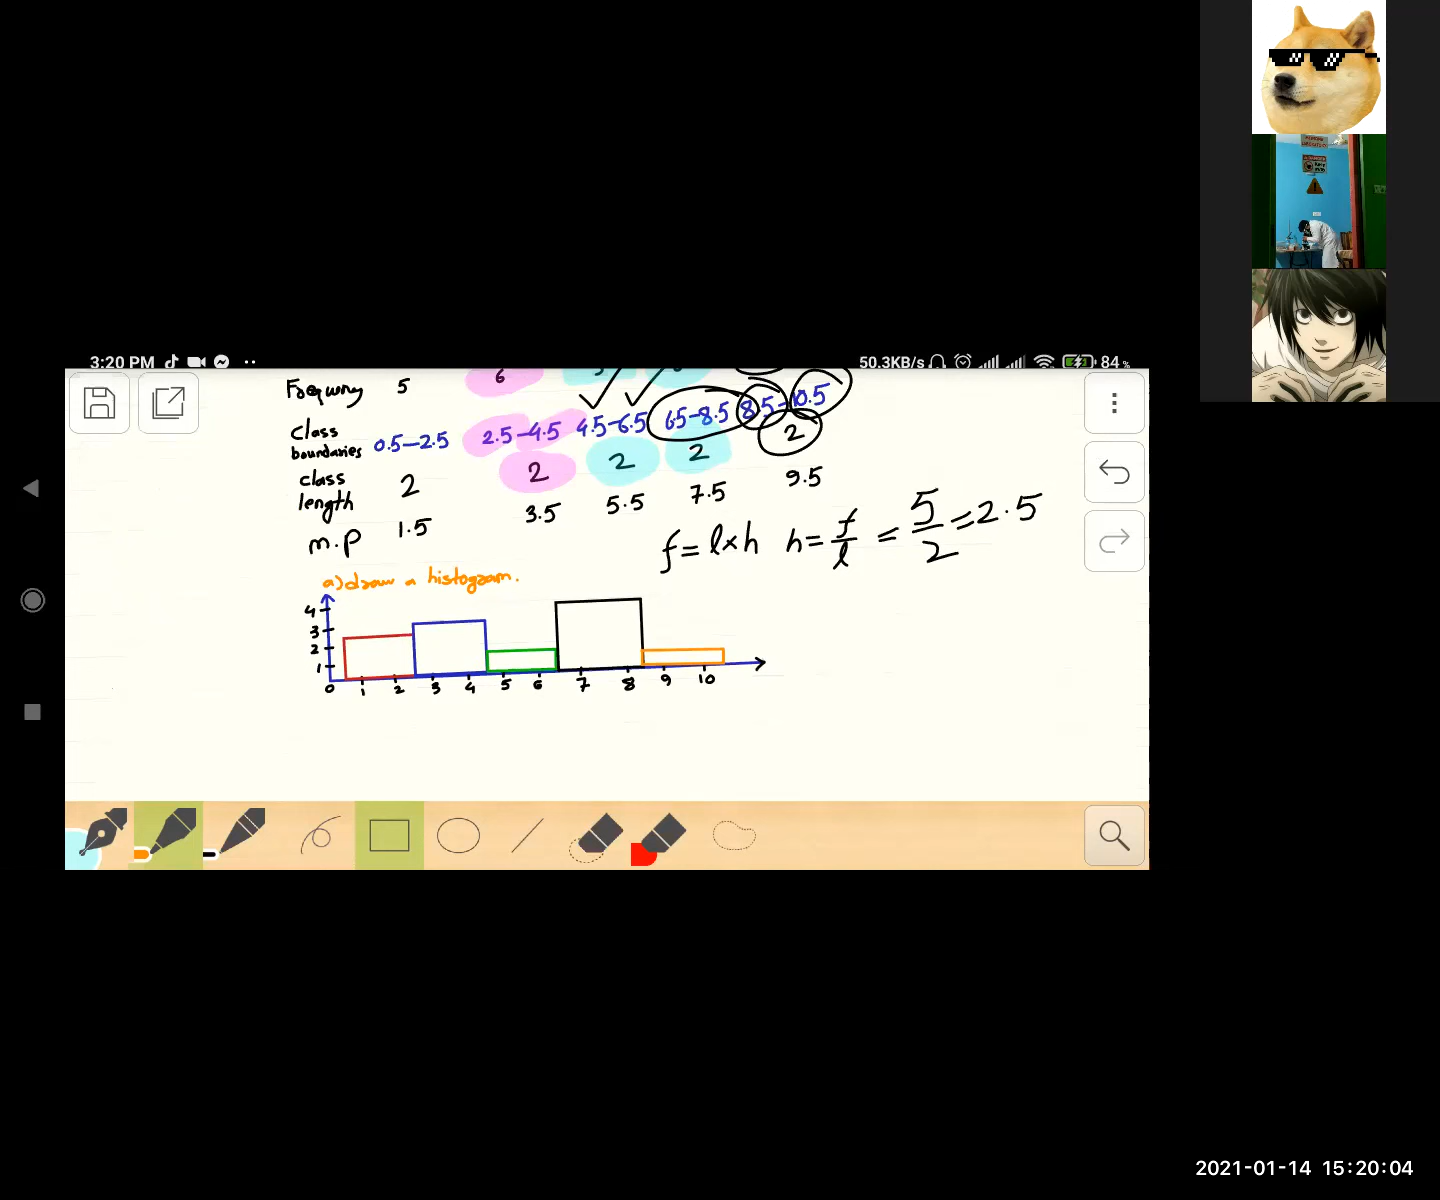 3:20 PM
50.3KB/s 84%
Frequency 5 6
Class boundaries 0.5-2.5 2.5-4.5 4.5-6.5 6.5-8.5 8.5-10.5
class length 2 2 2 2 2
m.p 1.5 3.5 5.5 7.5 9.5
f = l×h h = f/l = 5/2 = 2.5
a) draw a histogram.
4
3
2
1
0 1 2 3 4 5 6 7 8 9 10
2021-01-14 15:20:04